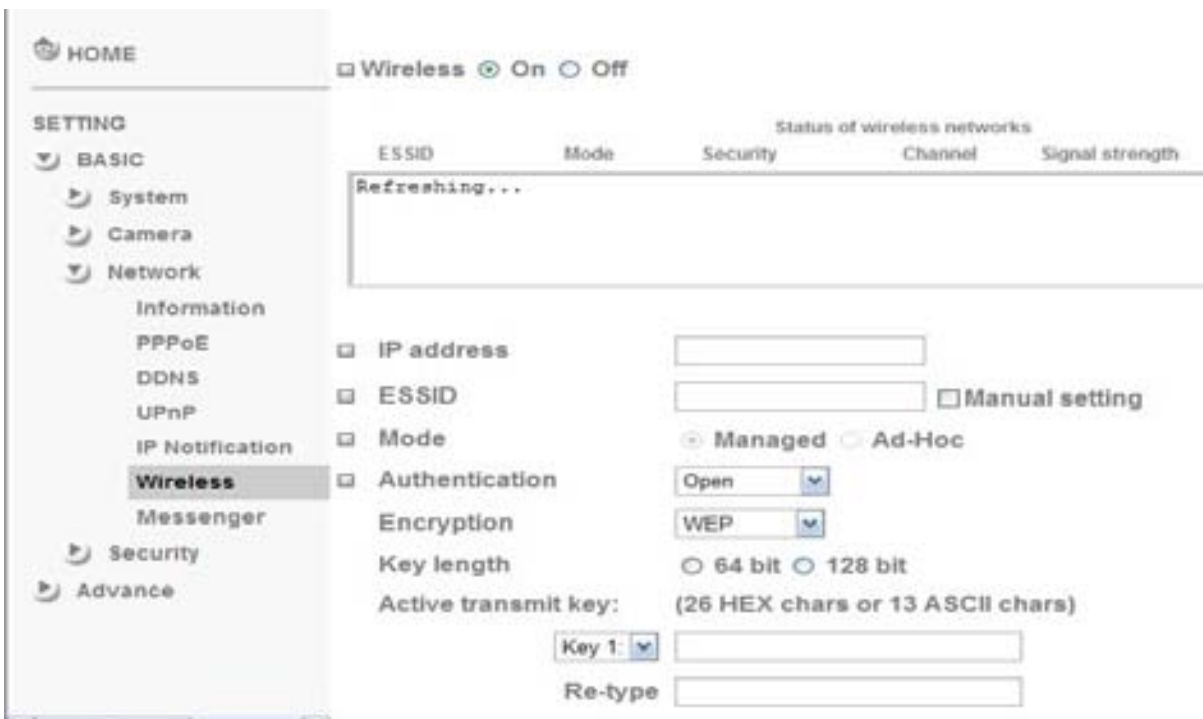 HOME
SETTING
BASIC
System
Camera
Network
Information
PPPoE
DDNS
UPnP
IP Notification
Wireless
Messenger
Security
Advance
Wireless On Off
Status of wireless networks
ESSID Mode Security Channel Signal strength
Refreshing...
IP address
ESSID Manual setting
Mode Managed Ad-Hoc
Authentication Open
Encryption WEP
Key length 64 bit 128 bit
Active transmit key: (26 HEX chars or 13 ASCII chars)
Key 1:
Re-type